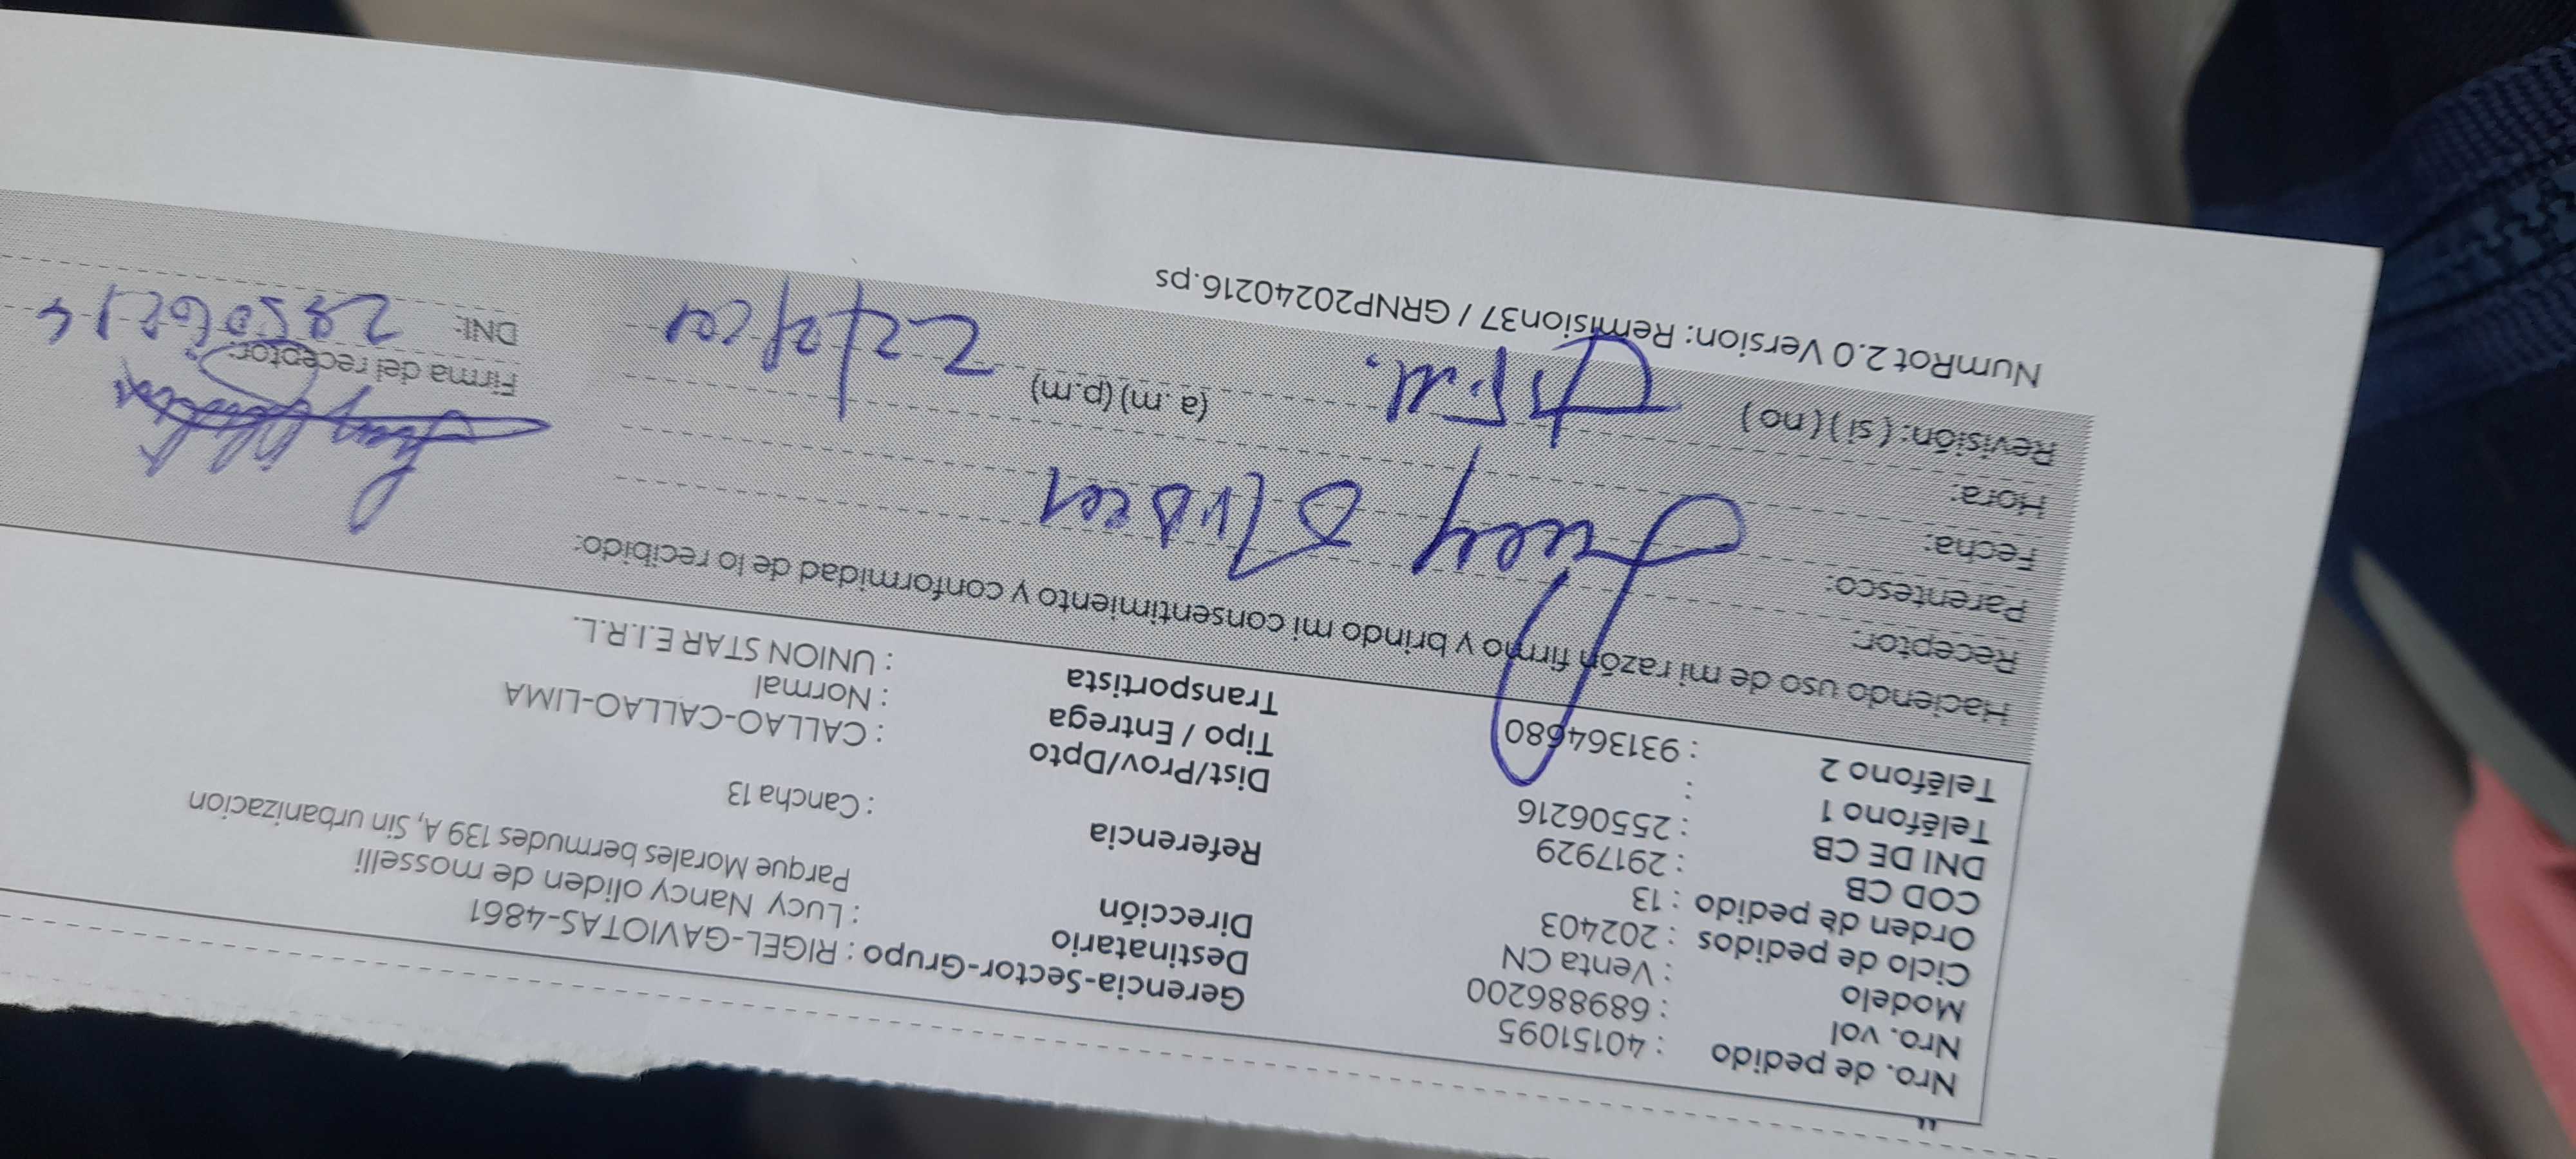 Nro. de pedido : 40151095
Nro. vol : 689886200
Modelo : Venta CN
Ciclo de pedidos : 202403
Orden de pedido : 13
COD CB : 2917929
DNI DE CB : 25506216
Teléfono 1 :
Teléfono 2 : 931364680
Gerencia-Sector-Grupo : RIGEL-GAVIOTAS-4861
Destinatario : Lucy Nancy oliden de mosselli
Dirección Parque Morales bermudes 139 A, Sin urbanizacion
Referencia : Cancha 13
Dist/Prov/Dpto : CALLAO-CALLAO-LIMA
Tipo / Entrega : Normal
Transportista : UNION STAR E.I.R.L.
Haciendo uso de mi razón firmo y brindo mi consentimiento y conformidad de lo recibido:
Receptor:
Parentesco: Lucy
Fecha:
Hora: (a.m) (p.m)
Revisión: ( si ) ( no )
Firma del receptor:
DNI:
NumRot 2.0 Version: Remision37 / GRNP20240216.ps